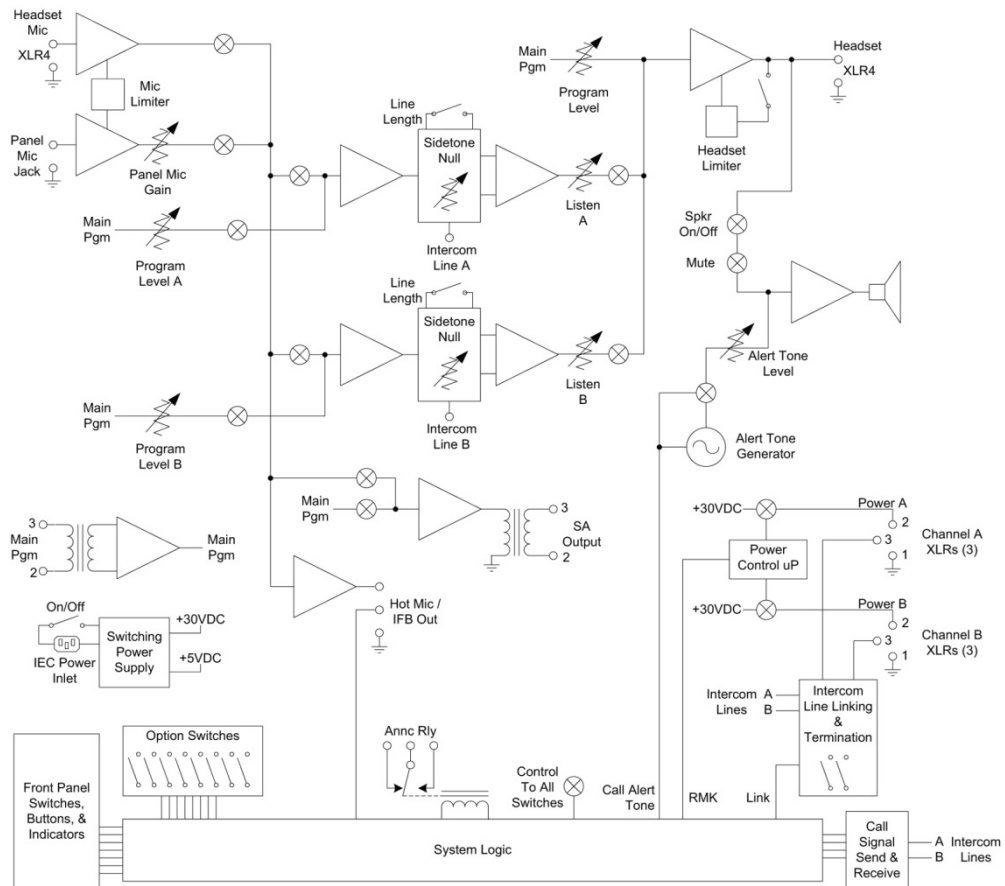 Headset
Mic
XLR4
Mic
Limiter
Panel
Mic
Jack
Panel Mic
Gain
Main
Pgm
Program
Level A
Main
Pgm
Program
Level B
Line
Length
Sidetone
Null
Intercom
Line A
Listen
A
Line
Length
Sidetone
Null
Intercom
Line B
Listen
B
Main
Pgm
Program
Level
Headset
Limiter
Headset
XLR4
Spkr
On/Off
Mute
Alert Tone
Level
Alert Tone
Generator
3
Main
Pgm
2
Main Pgm
Main
Pgm
3
SA
Output
2
Hot Mic /
IFB Out
On/Off
IEC Power
Inlet
Switching
Power
Supply
+30VDC
+5VDC
+30VDC
Power
Control uP
+30VDC
Power A
2
3
1
Channel A
XLRs (3)
Power B
2
3
1
Channel B
XLRs (3)
Intercom
Lines
A
B
Intercom
Line Linking
&
Termination
Front Panel
Switches,
Buttons, &
Indicators
Option Switches
Annc Rly
Control
To All
Switches
Call Alert
Tone
RMK
Link
System Logic
Call
Signal
Send &
Receive
A
B
Intercom
Lines